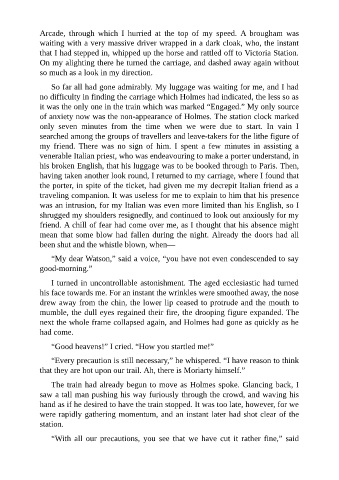 Arcade, through which I hurried at the top of my speed. A brougham was
waiting with a very massive driver wrapped in a dark cloak, who, the instant
that I had stepped in, whipped up the horse and rattled off to Victoria Station.
On my alighting there he turned the carriage, and dashed away again without
so much as a look in my direction.
So far all had gone admirably. My luggage was waiting for me, and I had
no difficulty in finding the carriage which Holmes had indicated, the less so as
it was the only one in the train which was marked “Engaged.” My only source
of anxiety now was the non-appearance of Holmes. The station clock marked
only seven minutes from the time when we were due to start. In vain I
searched among the groups of travellers and leave-takers for the lithe figure of
my friend. There was no sign of him. I spent a few minutes in assisting a
venerable Italian priest, who was endeavouring to make a porter understand, in
his broken English, that his luggage was to be booked through to Paris. Then,
having taken another look round, I returned to my carriage, where I found that
the porter, in spite of the ticket, had given me my decrepit Italian friend as a
traveling companion. It was useless for me to explain to him that his presence
was an intrusion, for my Italian was even more limited than his English, so I
shrugged my shoulders resignedly, and continued to look out anxiously for my
friend. A chill of fear had come over me, as I thought that his absence might
mean that some blow had fallen during the night. Already the doors had all
been shut and the whistle blown, when—
“My dear Watson,” said a voice, “you have not even condescended to say
good-morning.”
I turned in uncontrollable astonishment. The aged ecclesiastic had turned
his face towards me. For an instant the wrinkles were smoothed away, the nose
drew away from the chin, the lower lip ceased to protrude and the mouth to
mumble, the dull eyes regained their fire, the drooping figure expanded. The
next the whole frame collapsed again, and Holmes had gone as quickly as he
had come.
“Good heavens!” I cried. “How you startled me!”
“Every precaution is still necessary,” he whispered. “I have reason to think
that they are hot upon our trail. Ah, there is Moriarty himself.”
The train had already begun to move as Holmes spoke. Glancing back, I
saw a tall man pushing his way furiously through the crowd, and waving his
hand as if he desired to have the train stopped. It was too late, however, for we
were rapidly gathering momentum, and an instant later had shot clear of the
station.
“With all our precautions, you see that we have cut it rather fine,” said